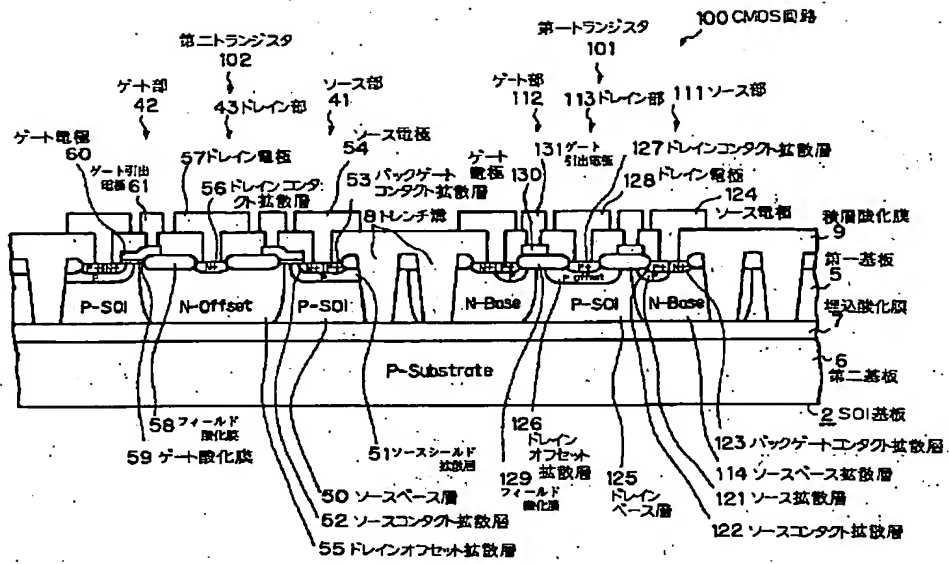 100 CMOS回路
第二トランジスタ
102
第一トランジスタ
101
ゲート部
42
43ドレイン部
ソース部
41
ゲート部
112
113ドレイン部
111ソース部
ゲート電極
60
ゲート引出
電極61
57ドレイン電極
56ドレインコンタ
クト拡散層
ソース電極
54
53バックゲート
コンタクト拡散層
8トレンチ溝
ゲート
電極
130
131ゲート
引出電極
127ドレインコンタクト拡散層
128ドレイン電極
124
ソース電極
9
積層酸化膜
第一基板
5
埋込酸化膜
7
6
第二基板
2 SOI基板
P-SOI
N-Offset
P-SOI
N-Base
P-Offset
P-SOI
N-Base
P-Substrate
N+
P
N+
P+
P
P+
58フィールド
酸化膜
59ゲート酸化膜
51ソースシールド
拡散層
50 ソースベース層
52 ソースコンタクト拡散層
55ドレインオフセット拡散層
126
ドレイン
オフセット
拡散層
129フィールド
酸化膜
125
ドレイン
ベース層
123バックゲートコンタクト拡散層
114ソースベース拡散層
121ソース拡散層
122 ソースコンタクト拡散層